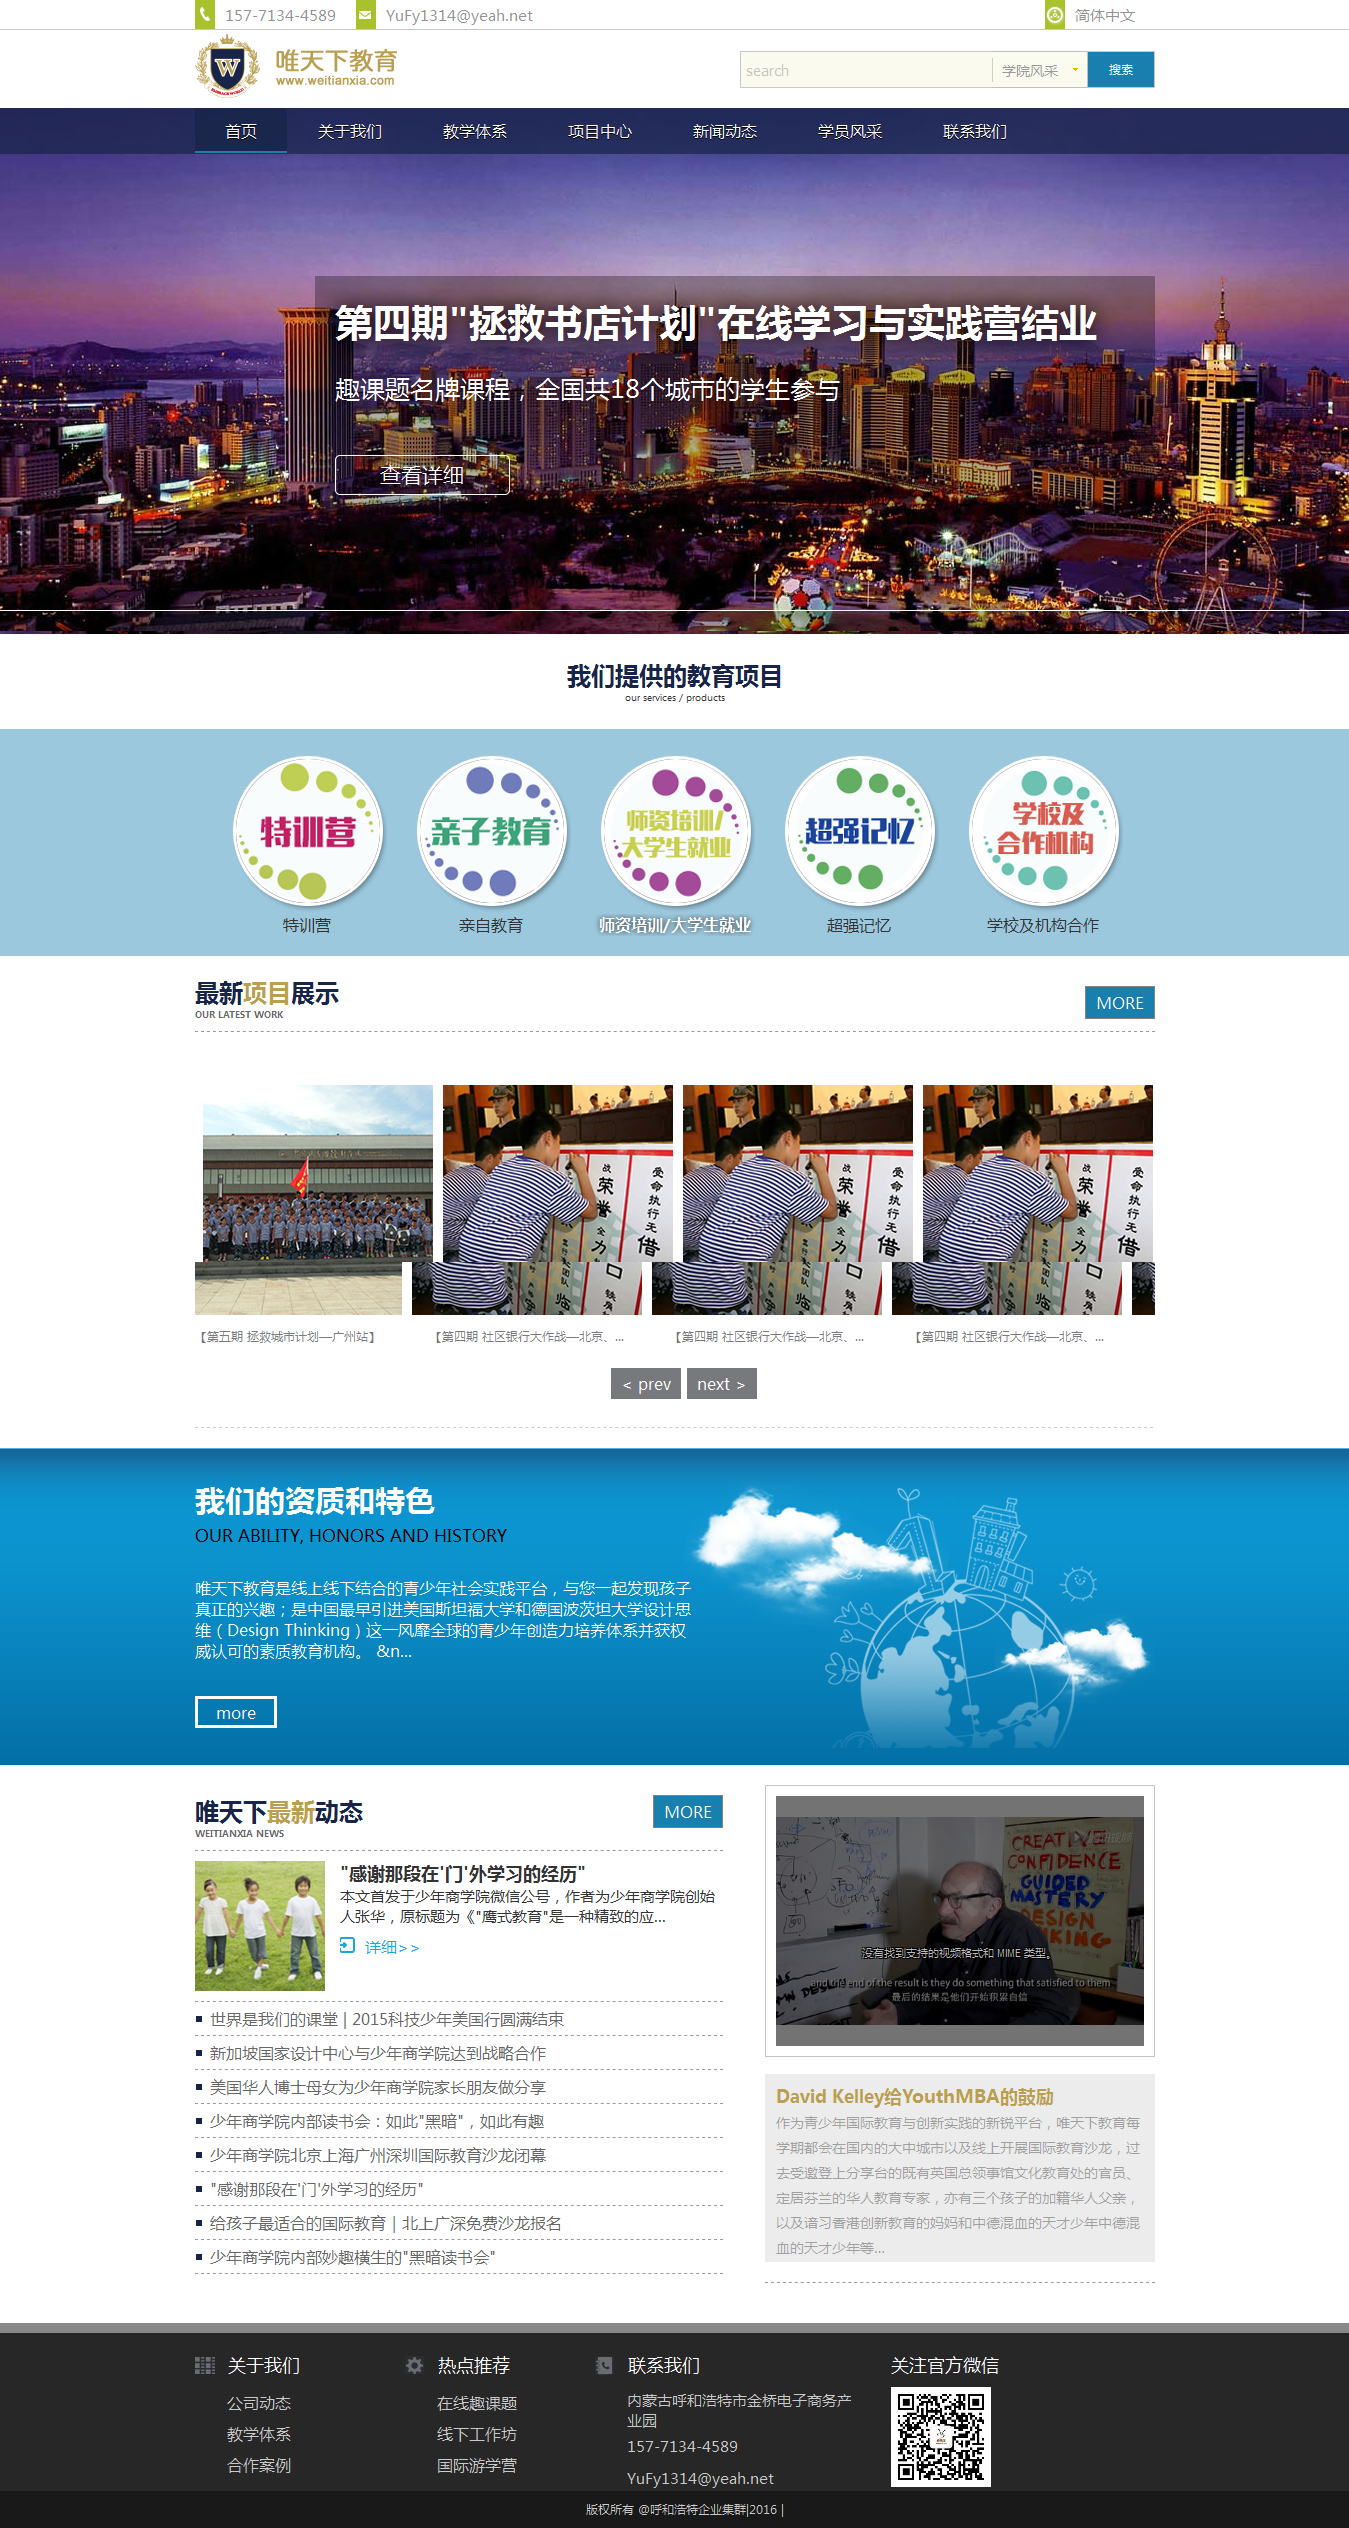 157-7134-4589 YuFy1314@yeah.net 简体中文
唯天下教育
www.weitianxia.com
search 学院风采 搜索
首页 关于我们 教学体系 项目中心 新闻动态 学员风采 联系我们
第四期"拯救书店计划"在线学习与实践营结业
趣课题名牌课程，全国共18个城市的学生参与
查看详细
我们提供的教育项目
our services / products
特训营
亲子教育
师资培训/
大学生就业
超强记忆
学校及
合作机构
特训营 亲自教育 师资培训/大学生就业 超强记忆 学校及机构合作
最新项目展示
OUR LATEST WORK
MORE
【第五期 拯救城市计划—广州站】 【第四期 社区银行大作战—北京、... 【第四期 社区银行大作战—北京、... 【第四期 社区银行大作战—北京、...
< prev next >
我们的资质和特色
OUR ABILITY, HONORS AND HISTORY
唯天下教育是线上线下结合的青少年社会实践平台，与您一起发现孩子
真正的兴趣；是中国最早引进美国斯坦福大学和德国波茨坦大学设计思
维（Design Thinking）这一风靡全球的青少年创造力培养体系并获权
威认可的素质教育机构。 &n...
more
唯天下最新动态
WEITIANXIA NEWS
MORE
"感谢那段在'门'外学习的经历"
本文首发于少年商学院微信公号，作者为少年商学院创始
人张华，原标题为《"鹰式教育"是一种精致的应...
详细>>
世界是我们的课堂 | 2015科技少年美国行圆满结束
新加坡国家设计中心与少年商学院达到战略合作
美国华人博士母女为少年商学院家长朋友做分享
少年商学院内部读书会：如此"黑暗"，如此有趣
少年商学院北京上海广州深圳国际教育沙龙闭幕
"感谢那段在'门'外学习的经历"
给孩子最适合的国际教育｜北上广深免费沙龙报名
少年商学院内部妙趣横生的"黑暗读书会"
CREATIVE
CONFIDENCE
GUIDED
MASTERY
DESIGN
没有找到支持的视频格式和 MIME 类型。
and the end of the result is they do something that satisfied to them
最后的结果是他们开始积累自信
David Kelley给YouthMBA的鼓励
作为青少年国际教育与创新实践的新锐平台，唯天下教育每
学期都会在国内的大中城市以及线上开展国际教育沙龙，过
去受邀登上分享台的既有英国总领事馆文化教育处的官员、
定居芬兰的华人教育专家，亦有三个孩子的加籍华人父亲，
以及谙习香港创新教育的妈妈和中德混血的天才少年中德混
血的天才少年等...
关于我们
公司动态
教学体系
合作案例
热点推荐
在线趣课题
线下工作坊
国际游学营
联系我们
内蒙古呼和浩特市金桥电子商务产
业园
157-7134-4589
YuFy1314@yeah.net
关注官方微信
版权所有 @呼和浩特企业集群|2016 |